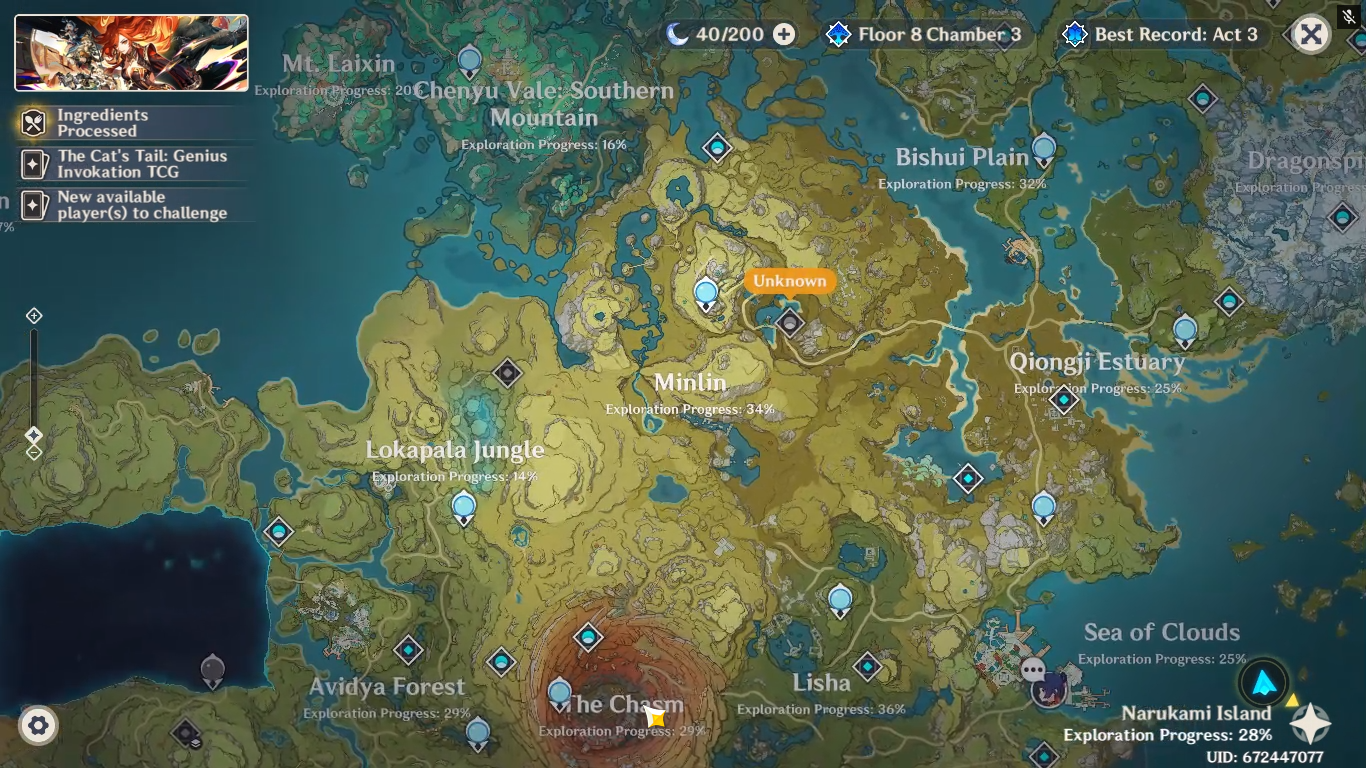 40/200
Floor 8 Chamber 3
Best Record: Act 3
Mt. Laixin
Exploration Progress: 20
Chenyu Vale: Southern
Mountain
Exploration Progress: 16%
Ingredients
Processed
The Cat's Tail: Genius
Invokation TCG
New available
player(s) to challenge
n
7%
Bishui Plain
Exploration Progress: 32%
Dragonspi
Exploration Progress
Unknown
Qiongji Estuary
Exploration Progress: 25%
Minlin
Exploration Progress: 34%
Lokapala Jungle
Exploration Progress: 14%
Sea of Clouds
Exploration Progress: 25%
Avidya Forest
Exploration Progress: 29%
The Chasm
Exploration Progress: 29%
Lisha
Exploration Progress: 36%
Narukami Island
Exploration Progress: 28%
UID: 672447077